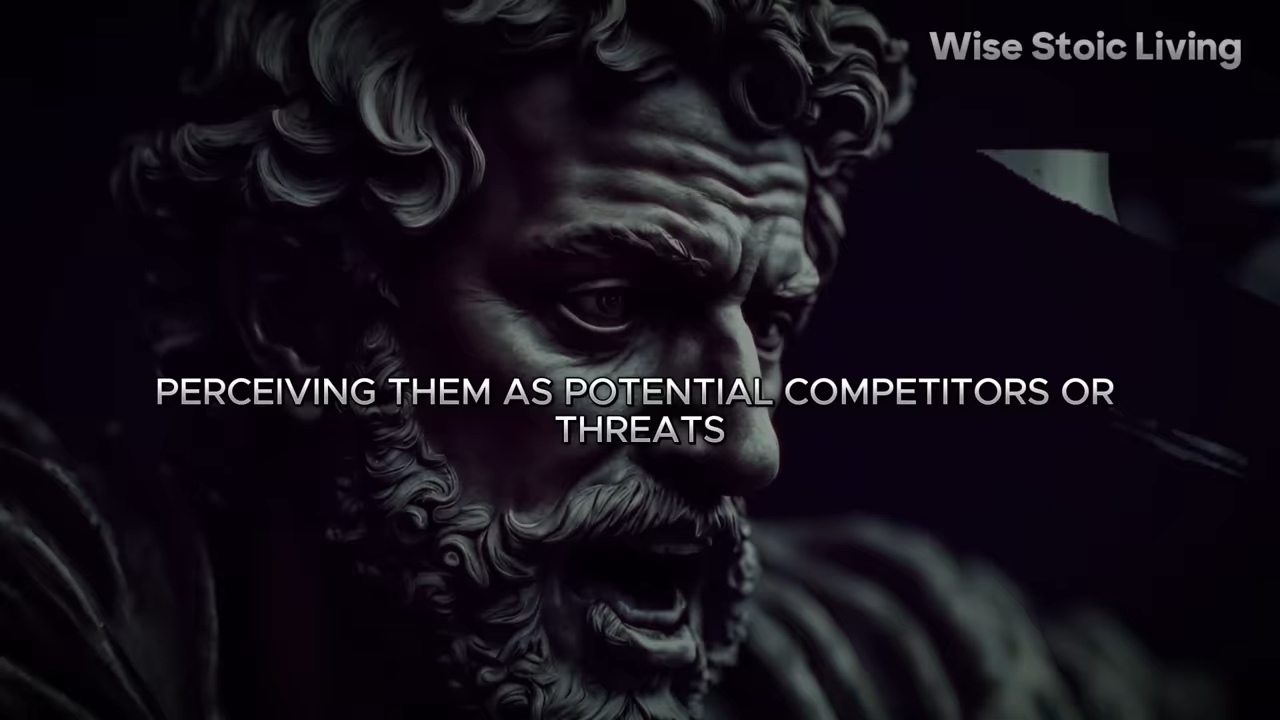 Wise Stoic Living
PERCEIVING THEM AS POTENTIAL COMPETITORS OR
THREATS